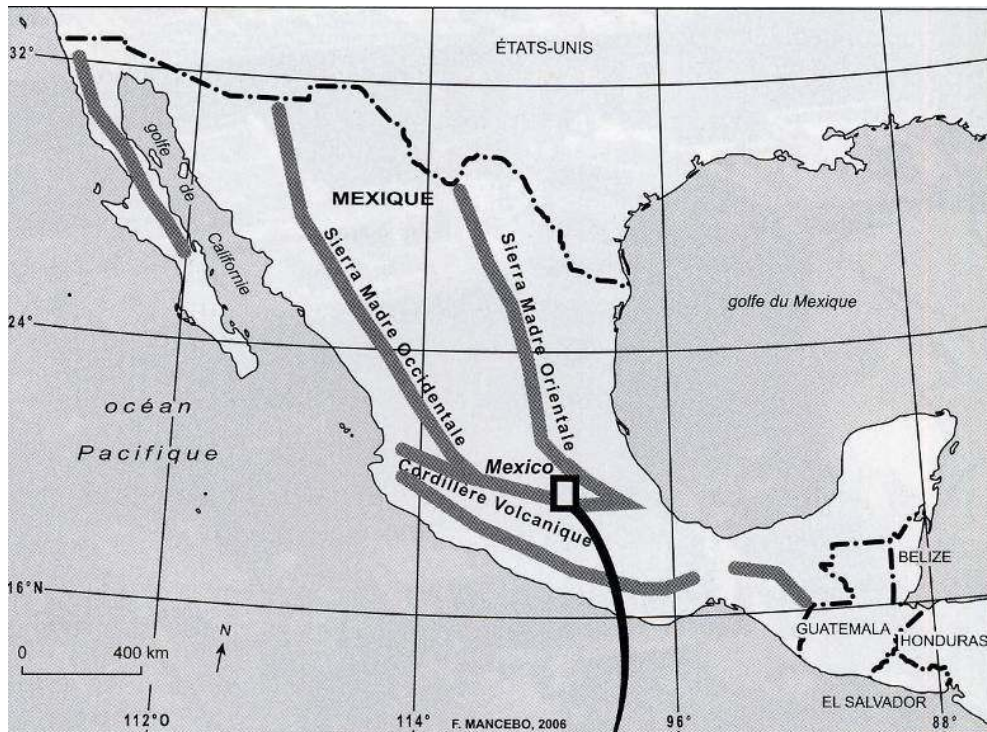 ÉTATS-UNIS
32°
golfe
de
Californie
MEXIQUE
Sierra Madre Occidentale
Sierra Madre Orientale
golfe du Mexique
24°
océan
Pacifique
Mexico
Cordillère Volcanique
16°N
BELIZE
GUATEMALA
HONDURAS
EL SALVADOR
N
0 400 km
112°O
114°
F. MANCEBO, 2006
96°
88°